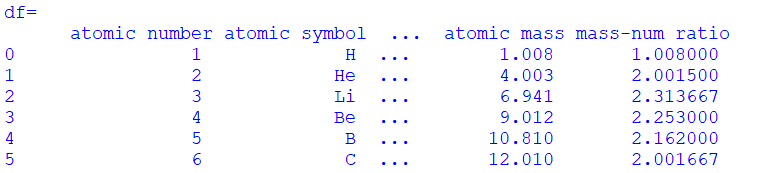 df=
atomic number atomic symbol ... atomic mass mass-num ratio
0 1 H ... 1.008 1.008000
1 2 He ... 4.003 2.001500
2 3 Li ... 6.941 2.313667
3 4 Be ... 9.012 2.253000
4 5 B ... 10.810 2.162000
5 6 C ... 12.010 2.001667